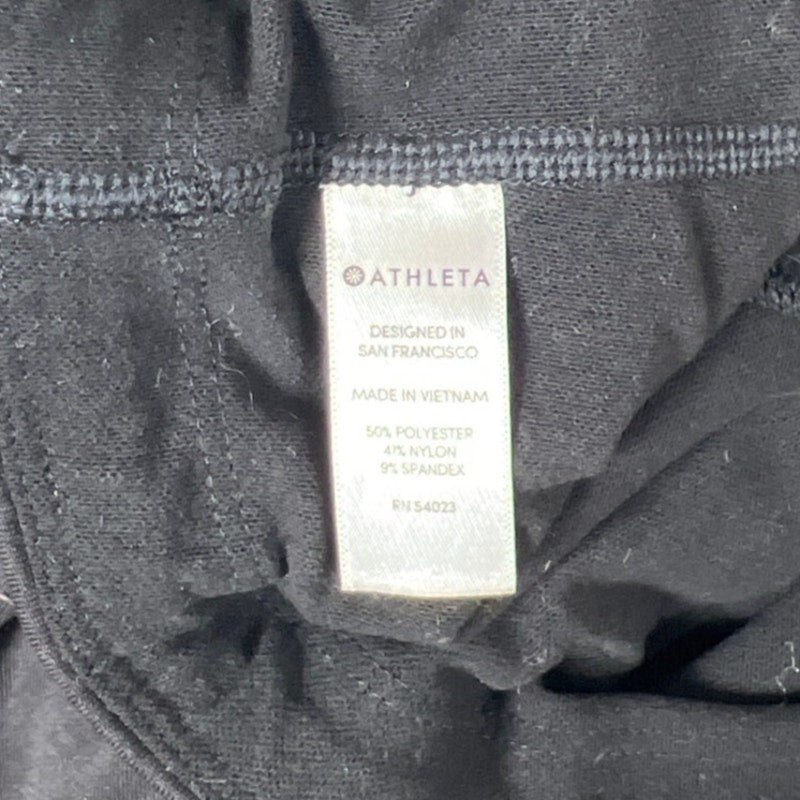 ATHLETA
DESIGNED IN
SAN FRANCISCO
MADE IN VIETNAM
50% POLYESTER
41% NYLON
9% SPANDEX
RN 54023